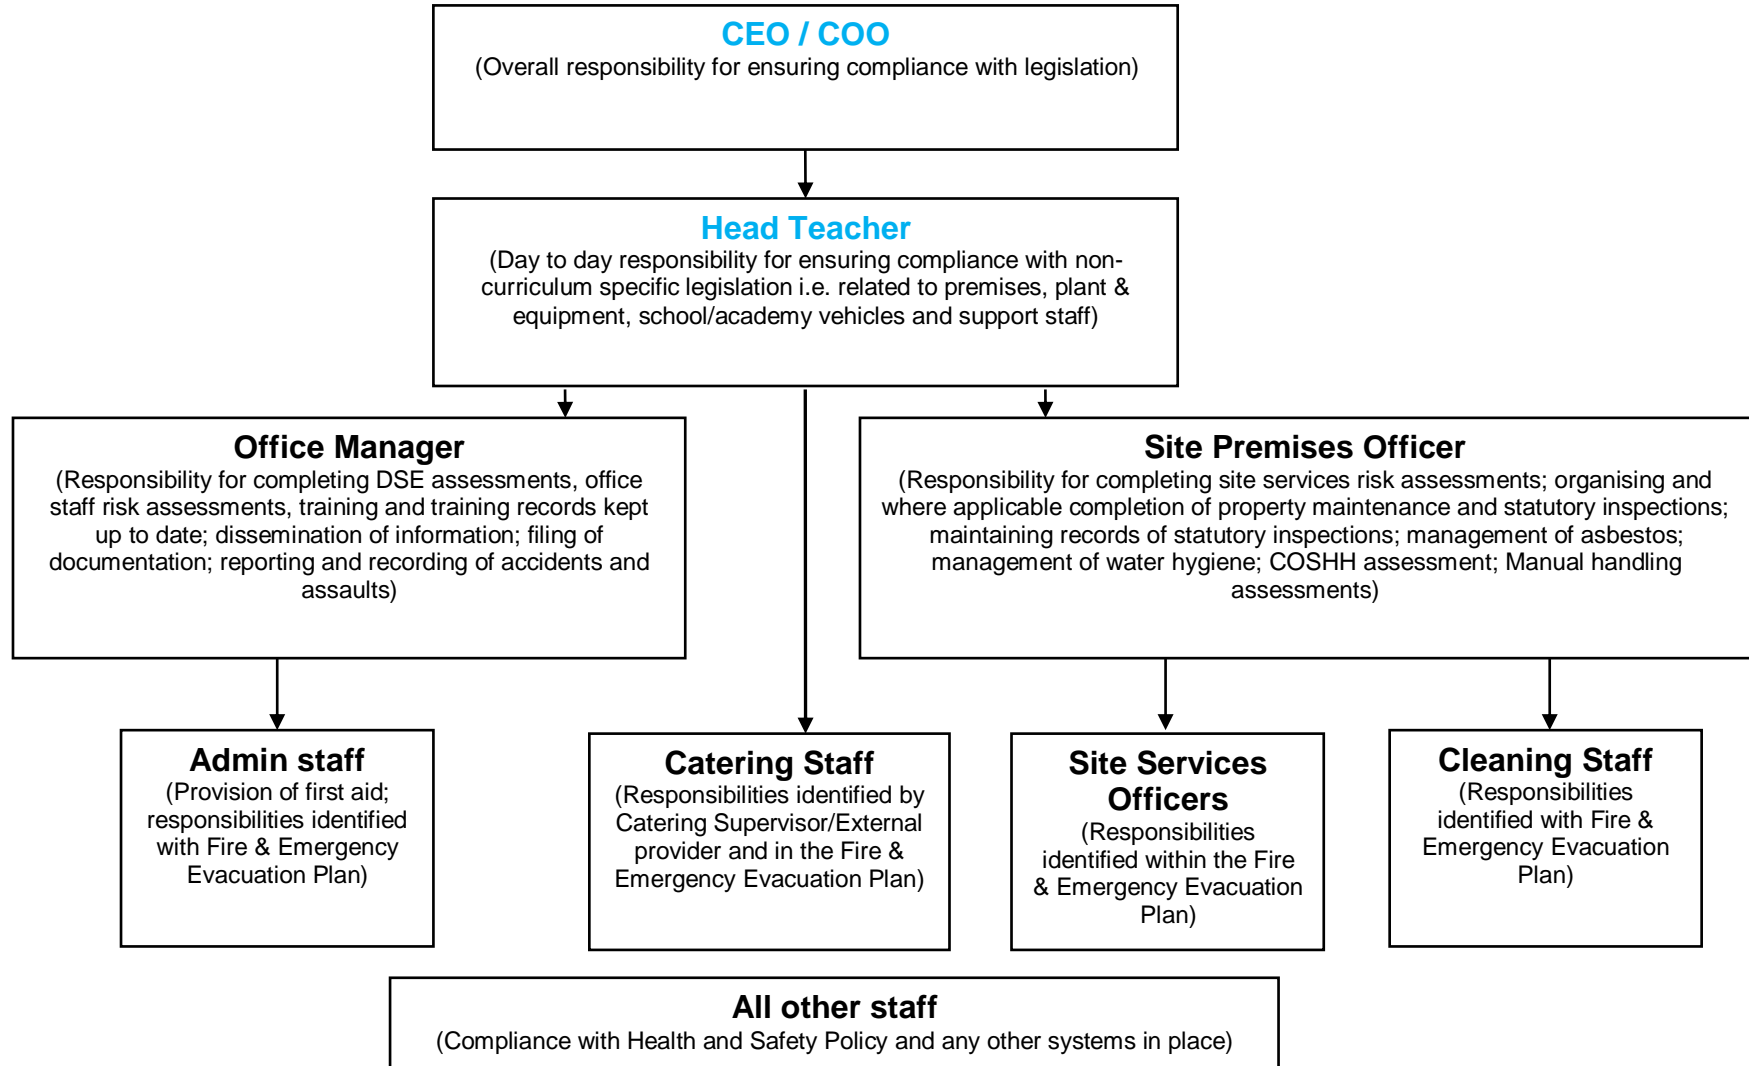 CEO / COO
(Overall responsibility for ensuring compliance with legislation)
Head Teacher
(Day to day responsibility for ensuring compliance with non-
curriculum specific legislation i.e. related to premises, plant &
equipment, school/academy vehicles and support staff)
Office Manager
(Responsibility for completing DSE assessments, office
staff risk assessments, training and training records kept
up to date; dissemination of information; filing of
documentation; reporting and recording of accidents and
assaults)
Site Premises Officer
(Responsibility for completing site services risk assessments; organising and
where applicable completion of property maintenance and statutory inspections;
maintaining records of statutory inspections; management of asbestos;
management of water hygiene; COSHH assessment; Manual handling
assessments)
Admin staff
(Provision of first aid;
responsibilities identified
with Fire & Emergency
Evacuation Plan)
Catering Staff
(Responsibilities identified by
Catering Supervisor/External
provider and in the Fire &
Emergency Evacuation Plan)
Site Services
Officers
(Responsibilities
identified within the Fire
& Emergency Evacuation
Plan)
Cleaning Staff
(Responsibilities
identified with Fire &
Emergency Evacuation
Plan)
All other staff
(Compliance with Health and Safety Policy and any other systems in place)